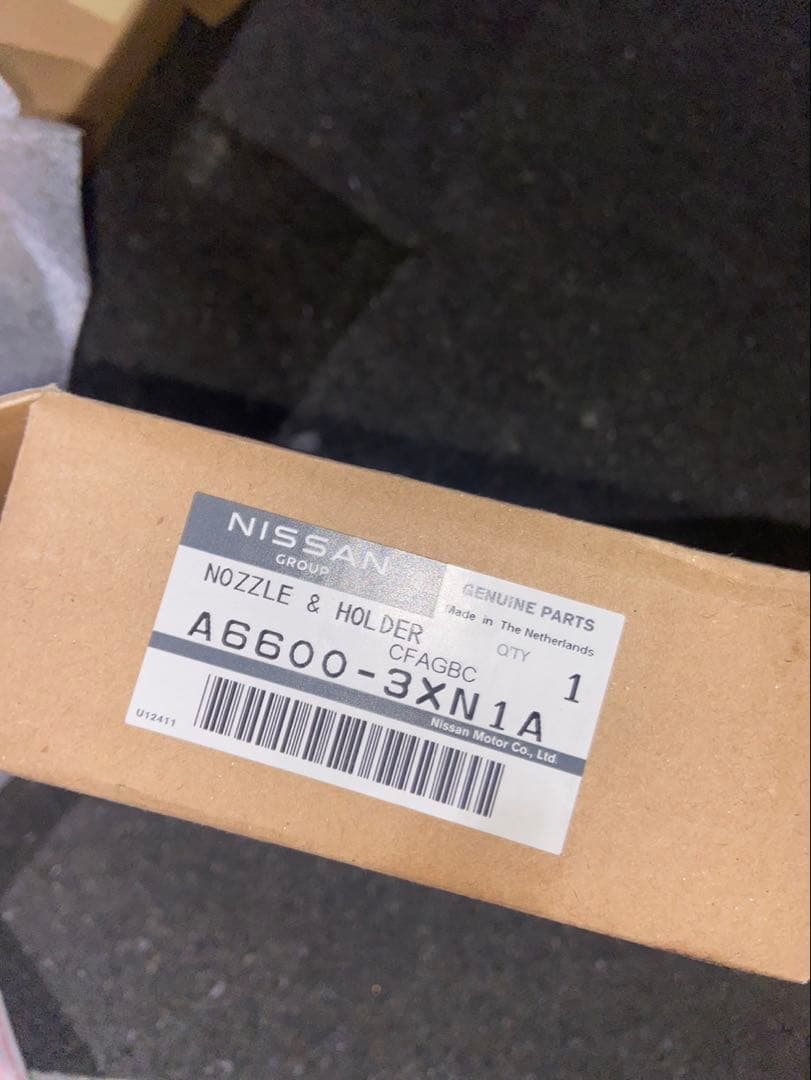 NISSAN
GROUP
GENUINE PARTS
Made in The Netherlands
NOZZLE & HOLDER
CFAGBC
QTY
1
A6600-3XN1A
Nissan Motor Co., Ltd.
U12411